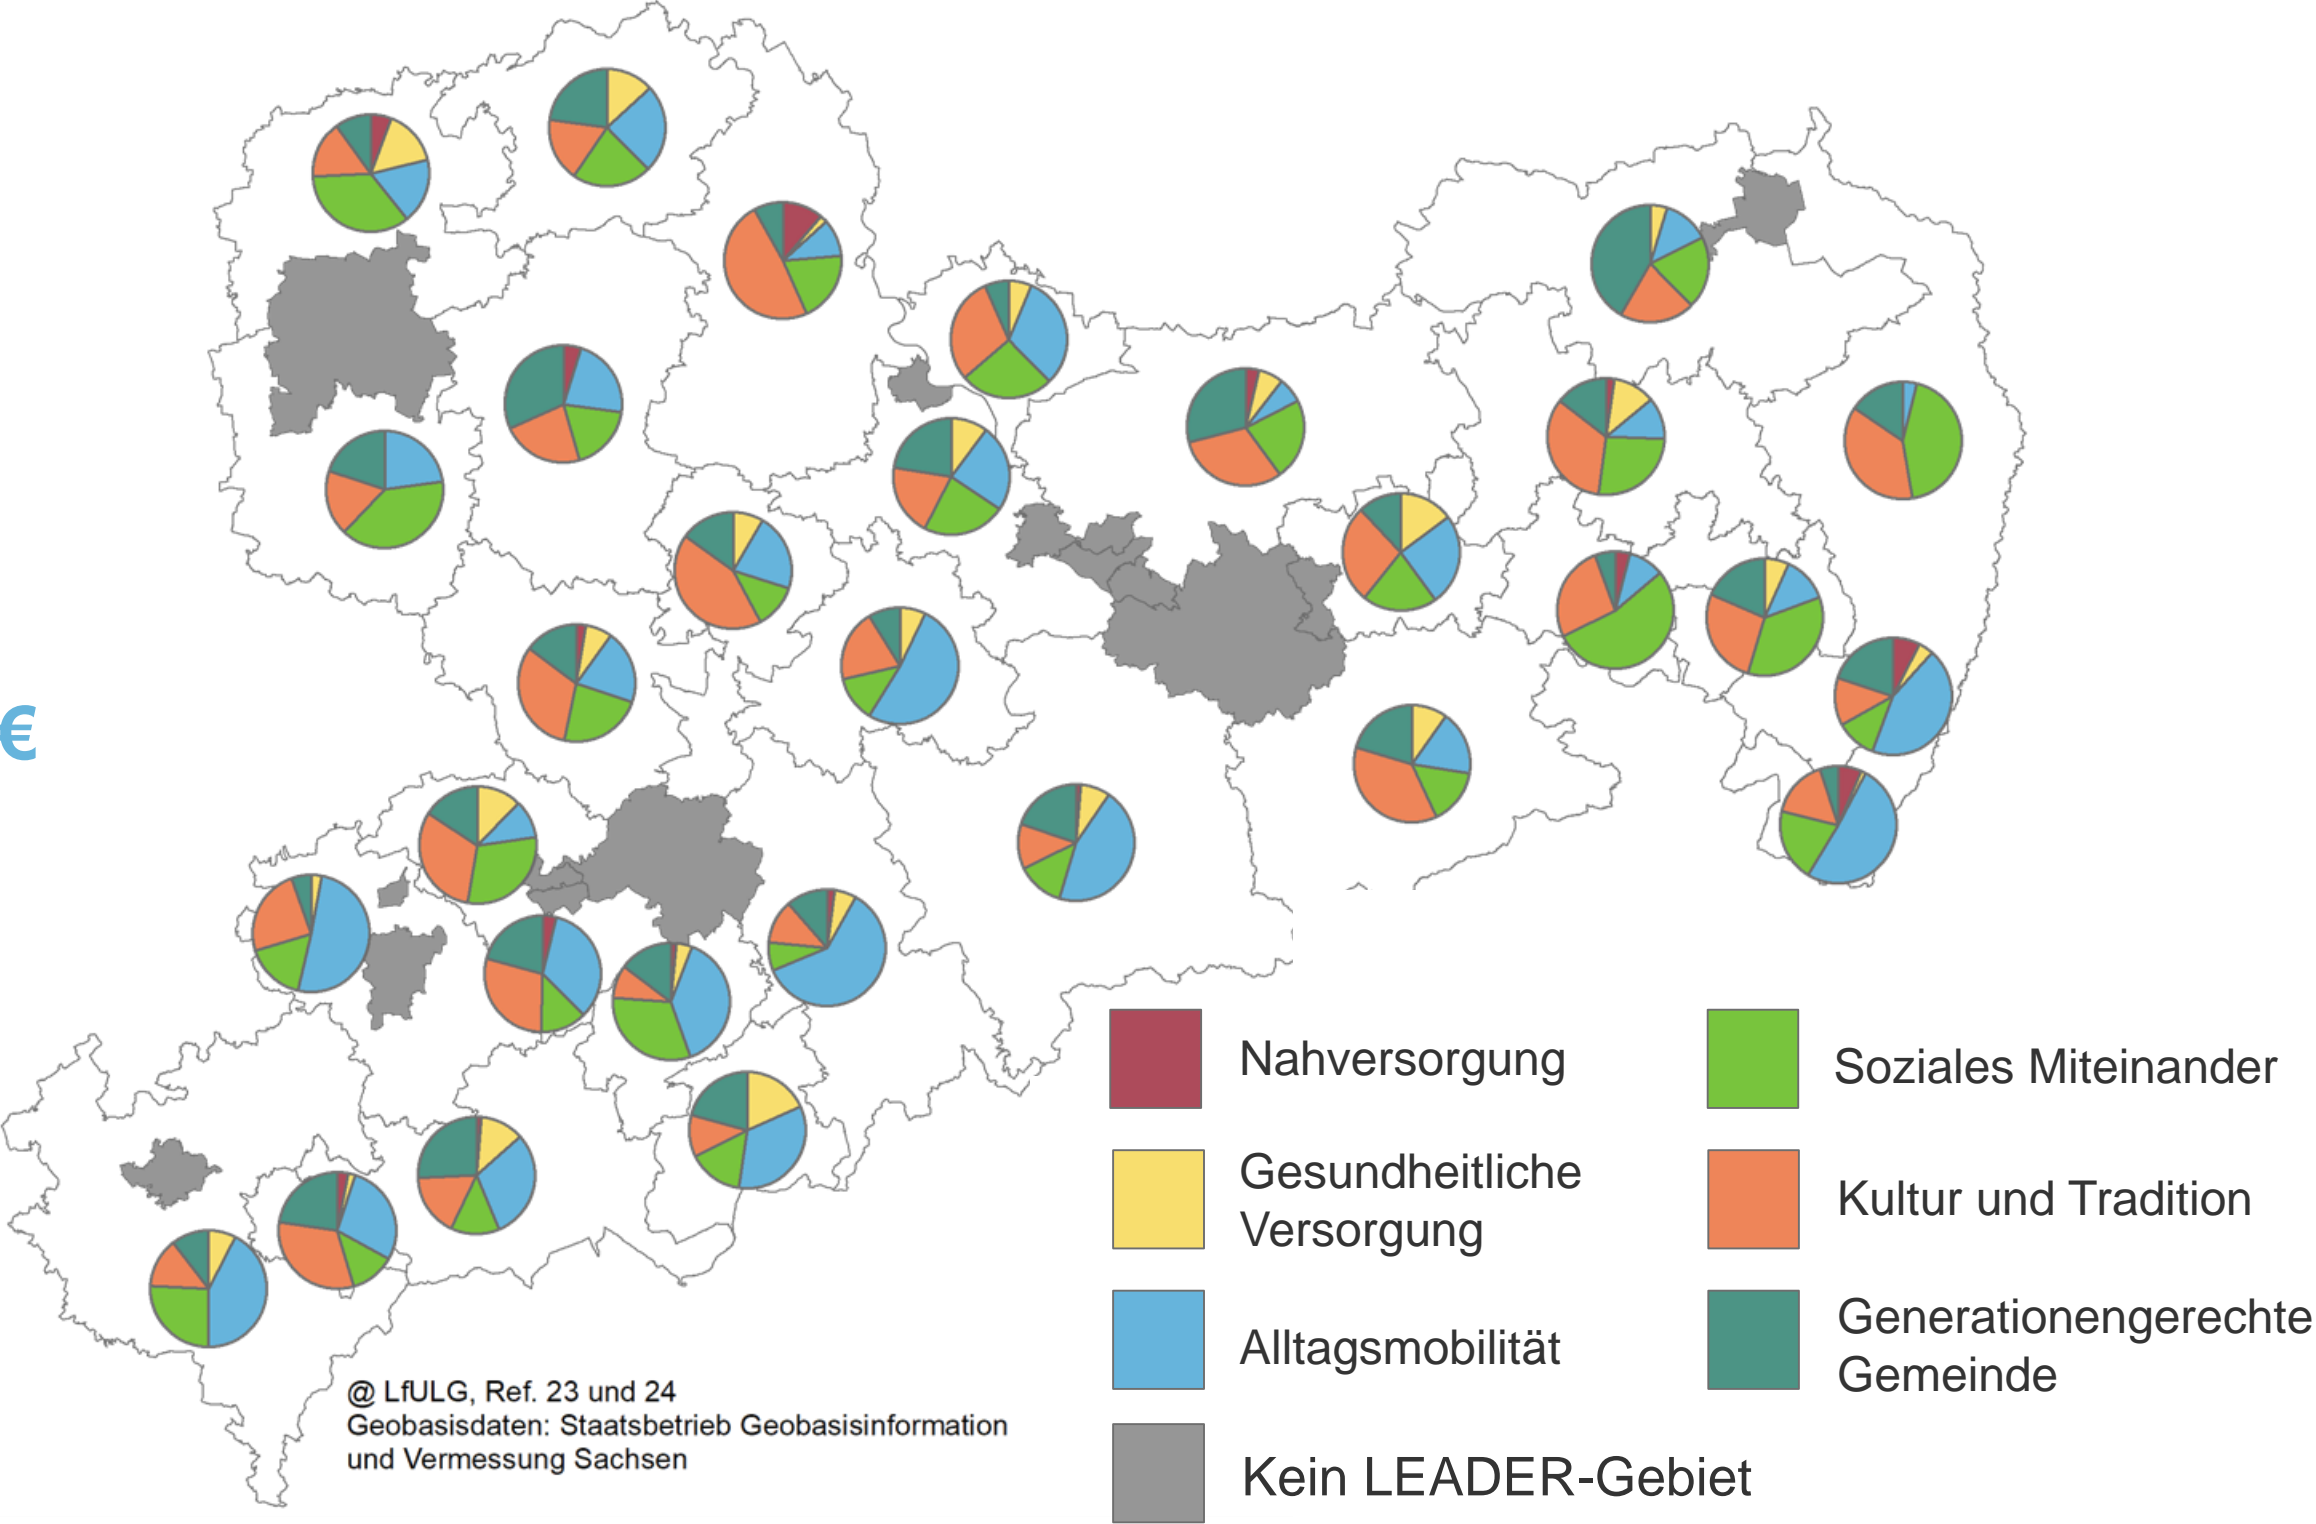 €
Nahversorgung
Soziales Miteinander
Gesundheitliche
Versorgung
Kultur und Tradition
Alltagsmobilität
Generationengerechte
Gemeinde
Kein LEADER-Gebiet
@ LfULG, Ref. 23 und 24
Geobasisdaten: Staatsbetrieb Geobasisinformation
und Vermessung Sachsen